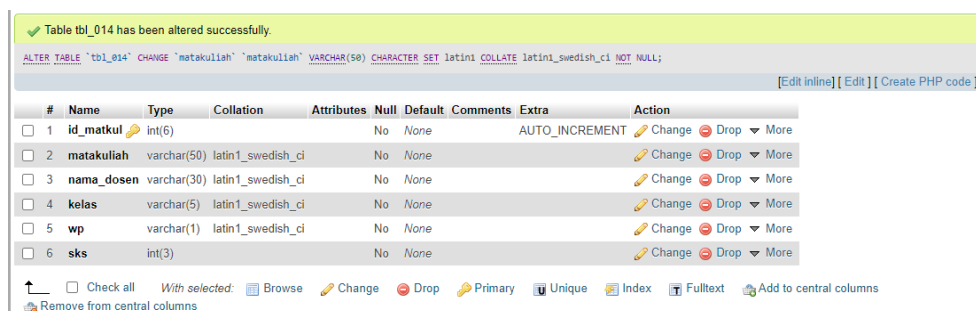 Table tbl_014 has been altered successfully.
ALTER TABLE `tbl_014` CHANGE `matakuliah` `matakuliah` VARCHAR(50) CHARACTER SET latin1 COLLATE latin1_swedish_ci NOT NULL;
[Edit inline] [ Edit ] [ Create PHP code ]
# Name Type Collation Attributes Null Default Comments Extra Action
1 id_matkul int(6) No None AUTO_INCREMENT Change Drop More
2 matakuliah varchar(50) latin1_swedish_ci No None Change Drop More
3 nama_dosen varchar(30) latin1_swedish_ci No None Change Drop More
4 kelas varchar(5) latin1_swedish_ci No None Change Drop More
5 wp varchar(1) latin1_swedish_ci No None Change Drop More
6 sks int(3) No None Change Drop More
Check all With selected: Browse Change Drop Primary Unique Index Fulltext Add to central columns
Remove from central columns